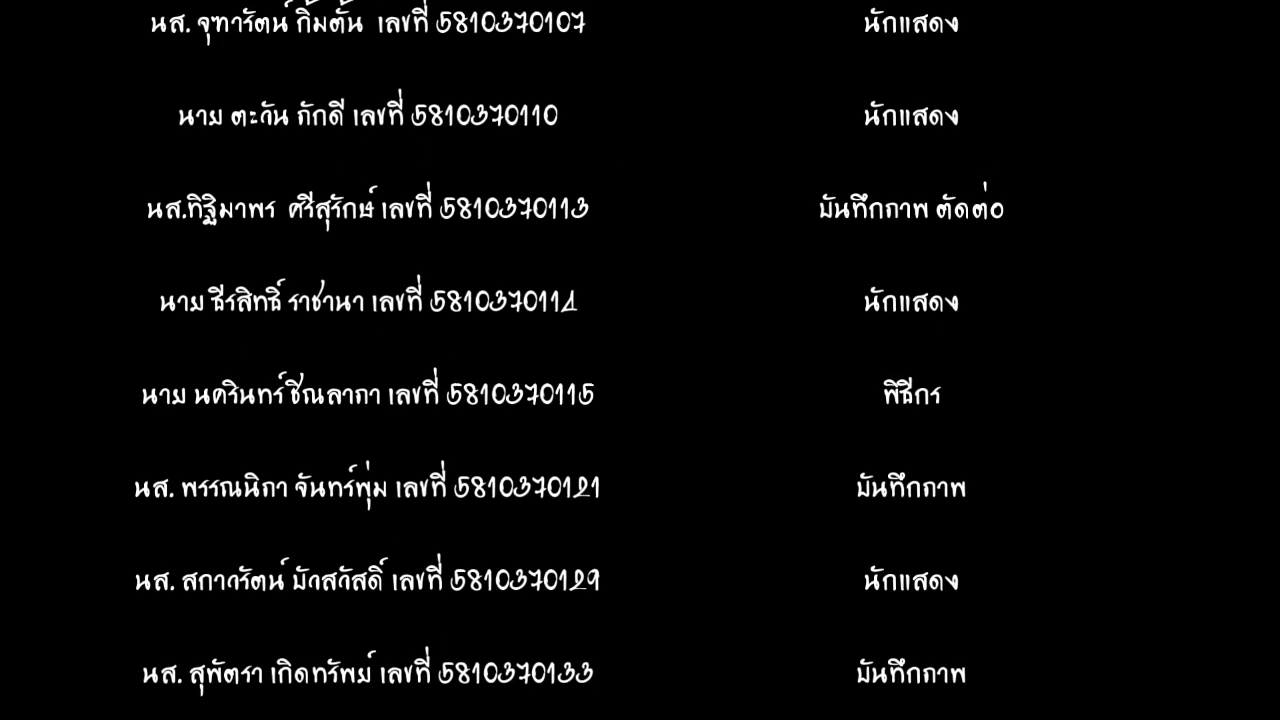 นส. จุฑารัตน์ กิ้มตั้น เลขที่ 5810370107 นักแสดง
นาม ตะวัน ภักดี เลขที่ 5810370110 นักแสดง
นส.ทิฐิมาพร ศรีสุรักษ์ เลขที่ 5810370113 บันทึกภาพ ตัดต่อ
นาม ธีรสิทธิ์ ราชานา เลขที่ 5810370114 นักแสดง
นาม นครินทร์ ชีณลาภา เลขที่ 5810370115 พิธีกร
นส. พรรณนิภา จันทร์พุ่ม เลขที่ 5810370121 บันทึกภาพ
นส. สภาวรัตน์ บัวสวัสดิ์ เลขที่ 5810370129 นักแสดง
นส. สุพัตรา เกิดทรัพย์ เลขที่ 5810370133 บันทึกภาพ